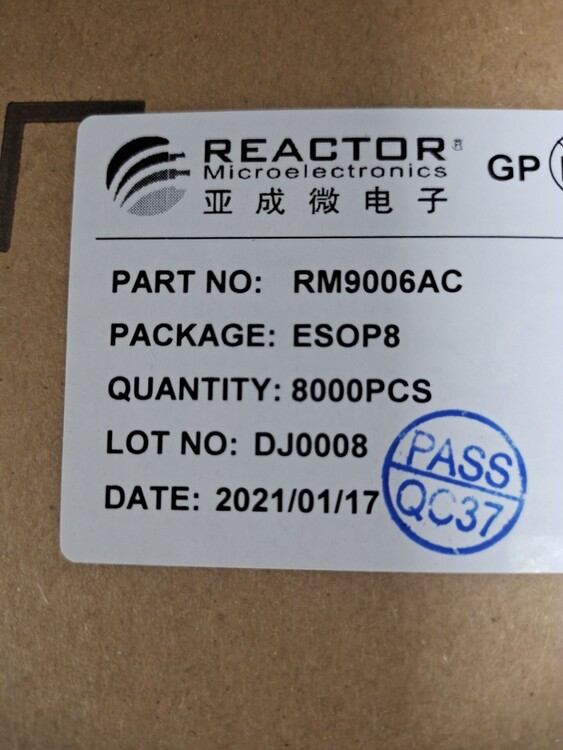 REACTOR®
Microelectronics
亚成微电子
GP
PART NO: RM9006AC
PACKAGE: ESOP8
QUANTITY: 8000PCS
LOT NO: DJ0008
DATE: 2021/01/17
PASS
QC37